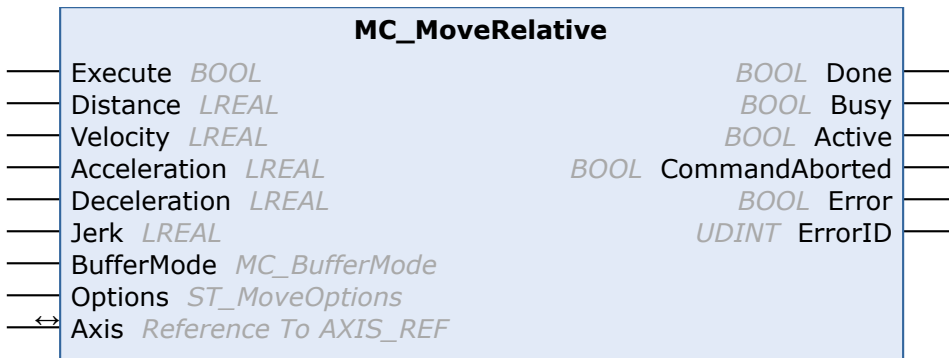 MC_MoveRelative
Execute BOOL BOOL Done
Distance LREAL BOOL Busy
Velocity LREAL BOOL Active
Acceleration LREAL BOOL CommandAborted
Deceleration LREAL BOOL Error
Jerk LREAL UDINT ErrorID
BufferMode MC_BufferMode
Options ST_MoveOptions
↔ Axis Reference To AXIS_REF